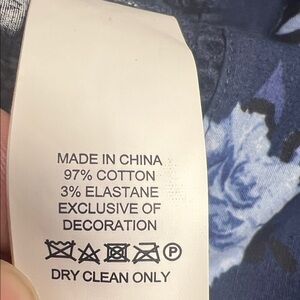 MADE IN CHINA
97% COTTON
3% ELASTANE
EXCLUSIVE OF
DECORATION
P
DRY CLEAN ONLY